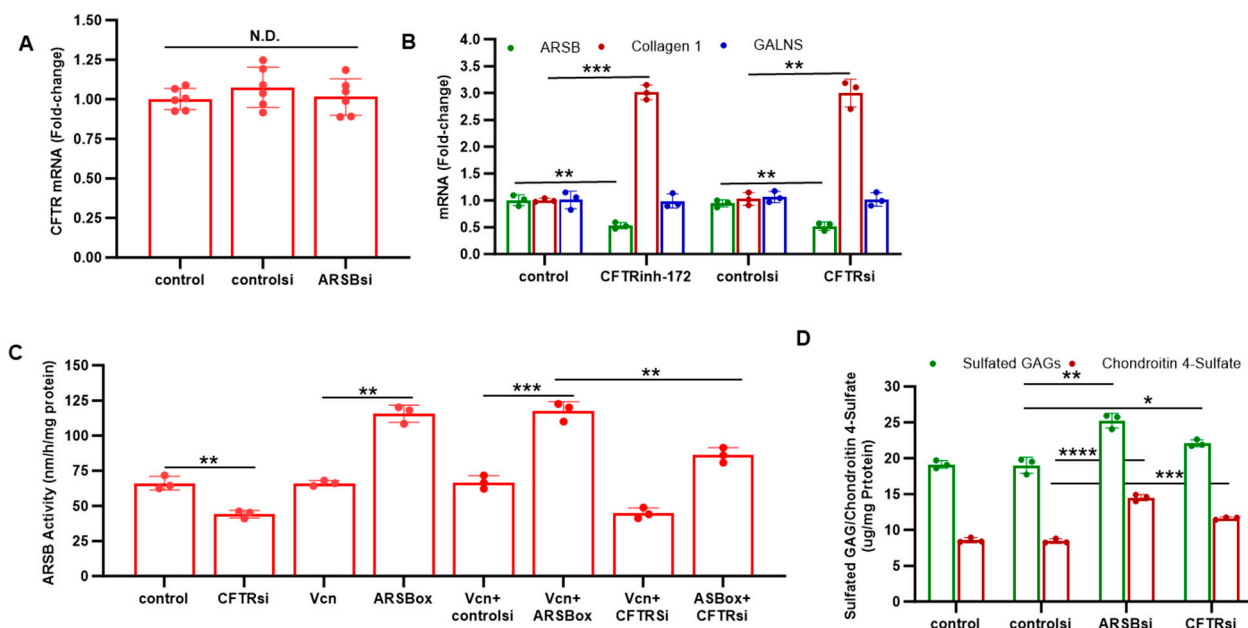 A
CFTR mRNA (Fold-change)
1.50
1.25
1.00
0.75
0.50
0.25
0.00
N.D.
control
controlsi
ARSBsi
B
ARSB
Collagen 1
GALNS
mRNA (Fold-change)
4.0
3.5
3.0
2.5
2.0
1.5
1.0
0.5
0.0
***
**
**
**
control
CFTRinh-172
controlsi
CFTRsi
C
ARSB Activity (nm/h/mg protein)
150
125
100
75
50
25
0
**
**
***
**
control
CFTRsi
Vcn
ARSBox
Vcn+
controlsi
Vcn+
ARSBox
Vcn+
CFTRSi
ASBox+
CFTRsi
D
Sulfated GAGs
Chondroitin 4-Sulfate
Sulfated GAG/Chondroitin 4-Sulfate
(ug/mg Prtotein)
30
25
20
15
10
5
0
**
*
****
***
control
controlsi
ARSBsi
CFTRsi